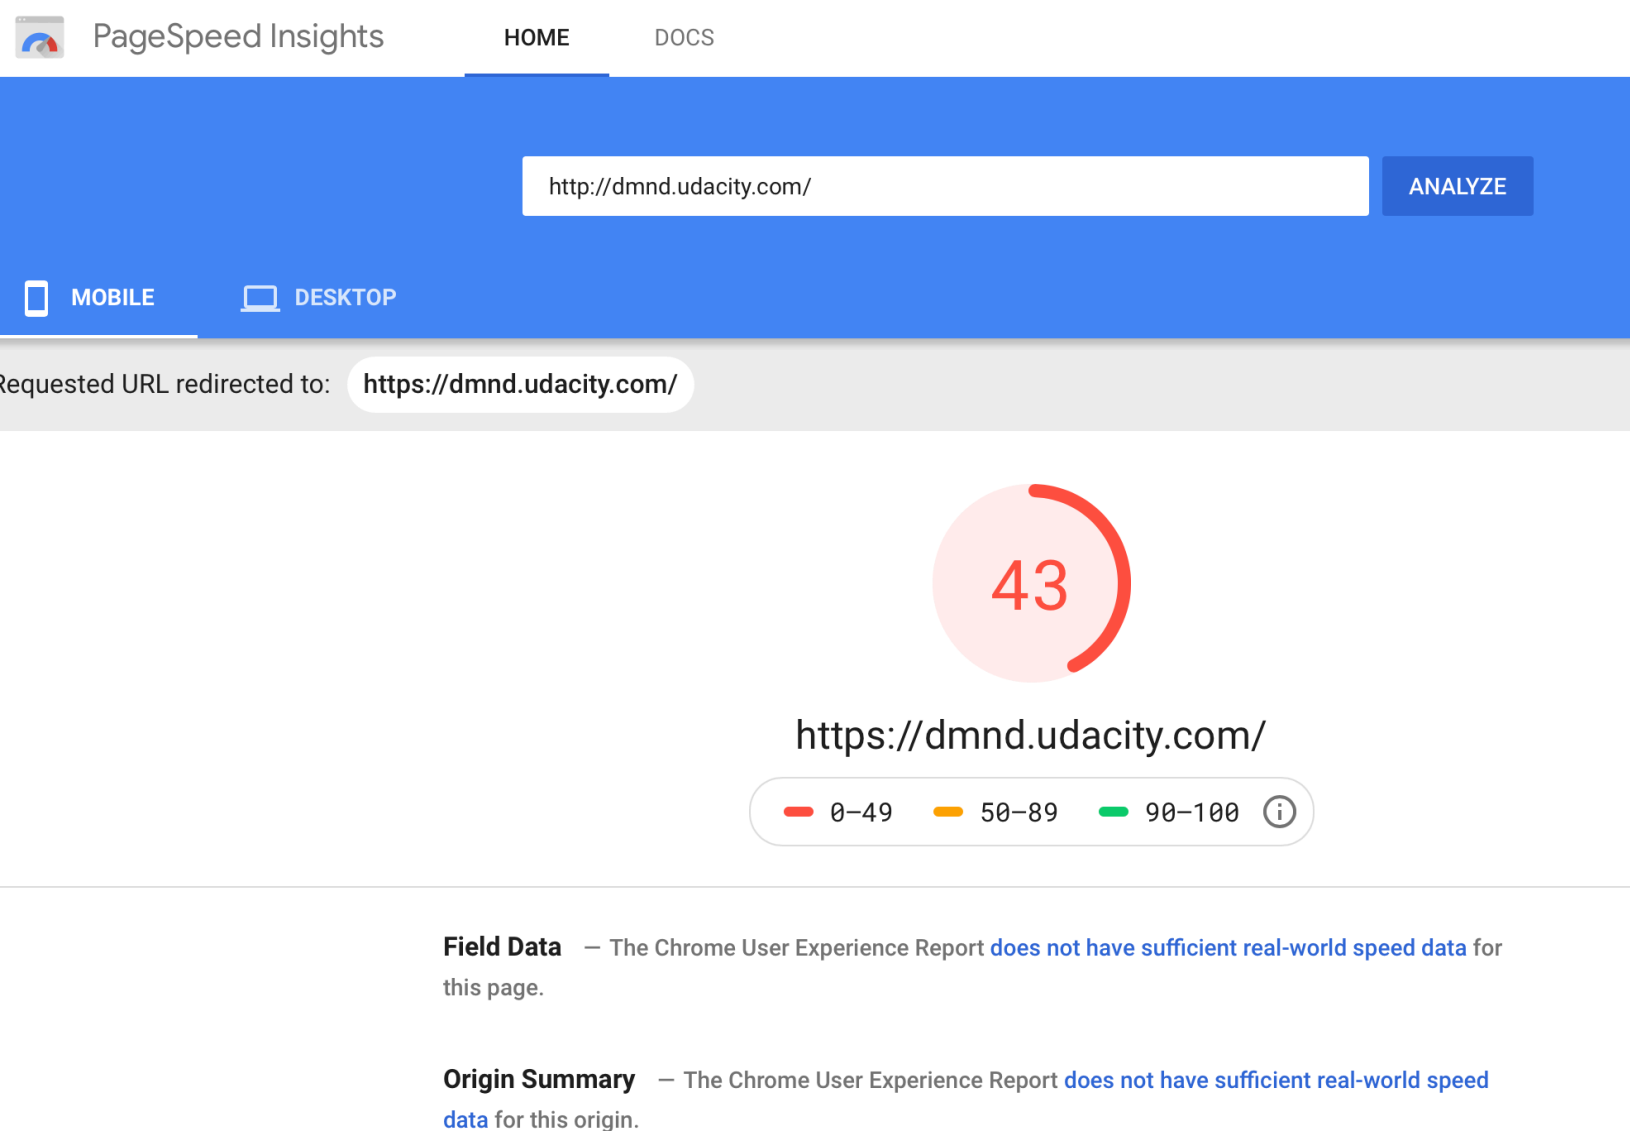 PageSpeed Insights
HOME
DOCS
http://dmnd.udacity.com/
ANALYZE
MOBILE
DESKTOP
Requested URL redirected to: https://dmnd.udacity.com/
43
https://dmnd.udacity.com/
0–49 50–89 90–100
Field Data — The Chrome User Experience Report does not have sufficient real-world speed data for
this page.
Origin Summary — The Chrome User Experience Report does not have sufficient real-world speed
data for this origin.